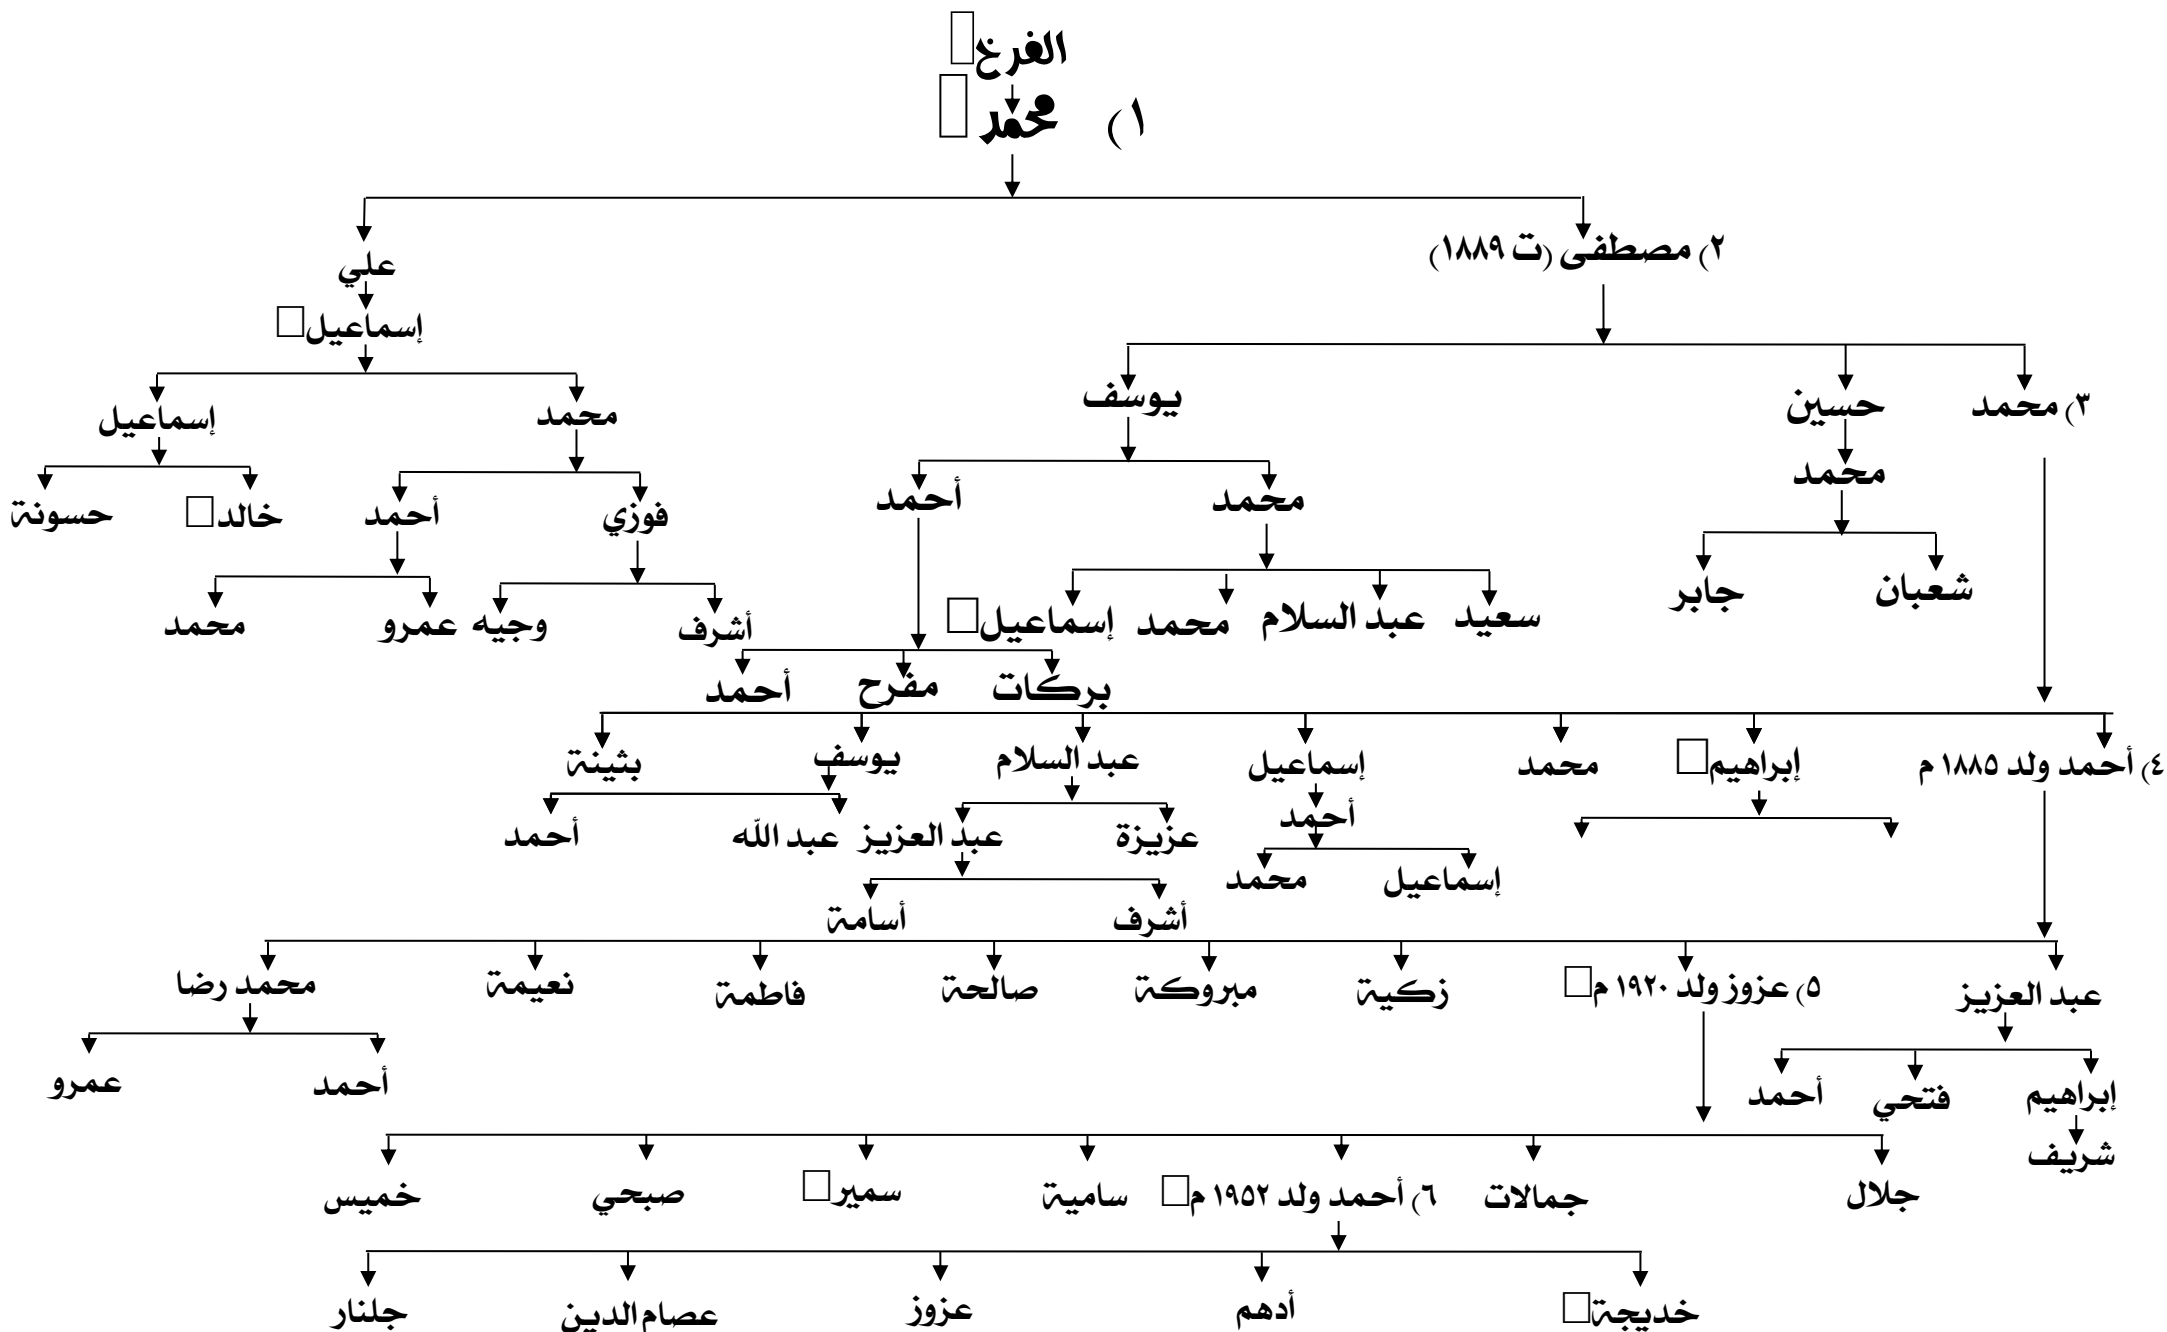 الفرخ
١) محمد
٢) مصطفى (ت ١٨٨٩) علي
إسماعيل
٣) محمد حسين يوسف محمد إسماعيل
محمد محمد أحمد فوزي أحمد خالد حسونة
شعبان جابر سعيد عبد السلام محمد إسماعيل أشرف وجيه عمرو محمد
بركات مفرح أحمد
٤) أحمد ولد ١٨٨٥ م إبراهيم محمد إسماعيل عبد السلام يوسف بثينة
أحمد عزيزة عبد العزيز عبد الله أحمد
إسماعيل محمد
أشرف أسامة
عبد العزيز ٥) عزوز ولد ١٩٢٠ م زكية مبروكة صالحة فاطمة نعيمة محمد رضا
إبراهيم فتحي أحمد أحمد عمرو
شريف
جلال جمالات ٦) أحمد ولد ١٩٥٢ م سامية سمير صبحي خميس
خديجة أدهم عزوز عصام الدين جلنار